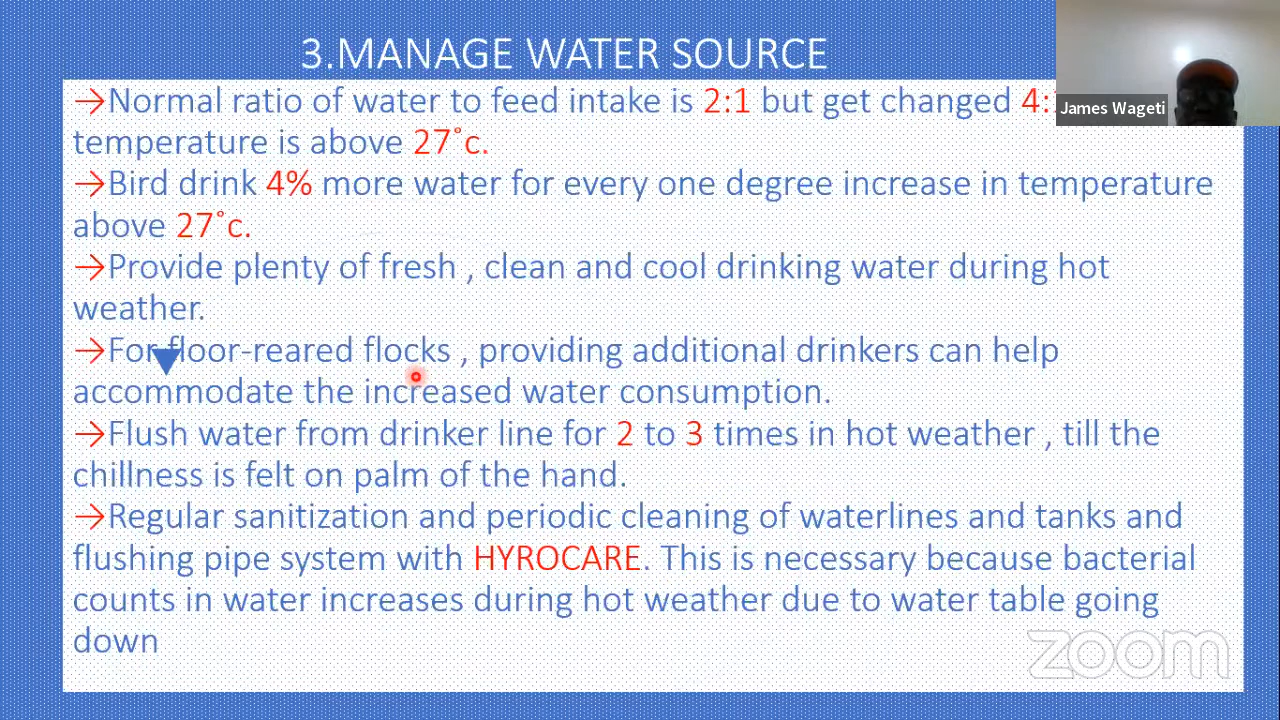 3.MANAGE WATER SOURCE
→Normal ratio of water to feed intake is 2:1 but get changed
James Wageti
temperature is above 27˚c.
→Bird drink 4% more water for every one degree increase in temperature
above 27˚c.
→Provide plenty of fresh , clean and cool drinking water during hot
weather.
→For floor-reared flocks , providing additional drinkers can help
accommodate the increased water consumption.
→Flush water from drinker line for 2 to 3 times in hot weather , till the
chillness is felt on palm of the hand.
→Regular sanitization and periodic cleaning of waterlines and tanks and
flushing pipe system with HYROCARE. This is necessary because bacterial
counts in water increases during hot weather due to water table going
down
zoom